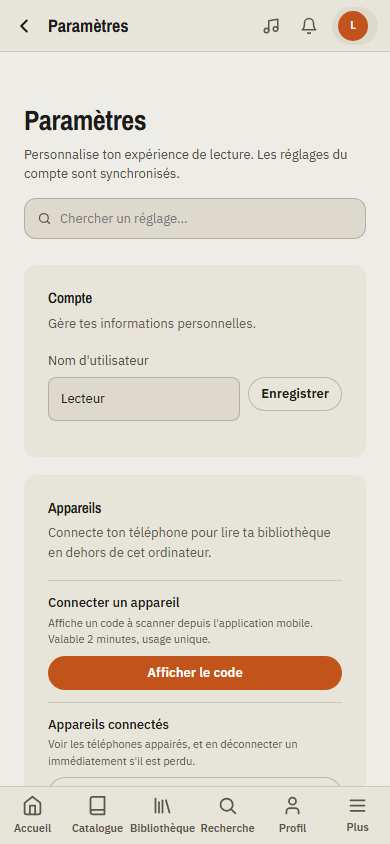 Paramètres
L
Paramètres
Personnalise ton expérience de lecture. Les réglages du
compte sont synchronisés.
Chercher un réglage...
Compte
Gère tes informations personnelles.
Nom d'utilisateur
Lecteur
Enregistrer
Appareils
Connecte ton téléphone pour lire ta bibliothèque
en dehors de cet ordinateur.
Connecter un appareil
Affiche un code à scanner depuis l'application mobile.
Valable 2 minutes, usage unique.
Afficher le code
Appareils connectés
Voir les téléphones appairés, et en déconnecter un
immédiatement s'il est perdu.
Accueil
Catalogue
Bibliothèque
Recherche
Profil
Plus